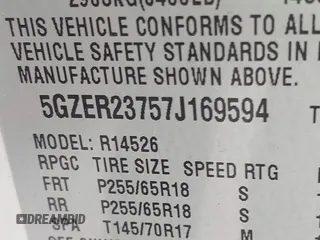 THIS VEHICLE CONFORMS TO A
VEHICLE SAFETY STANDARDS IN
MANUFACTURE SHOWN ABOVE.
5GZER23757J169594 T
MODEL: R14526
RPGC TIRE SIZE SPEED RTG
FRT P255/65R18 S
RR P255/65R18 S
SPA T145/70R17 M
DREAMBID